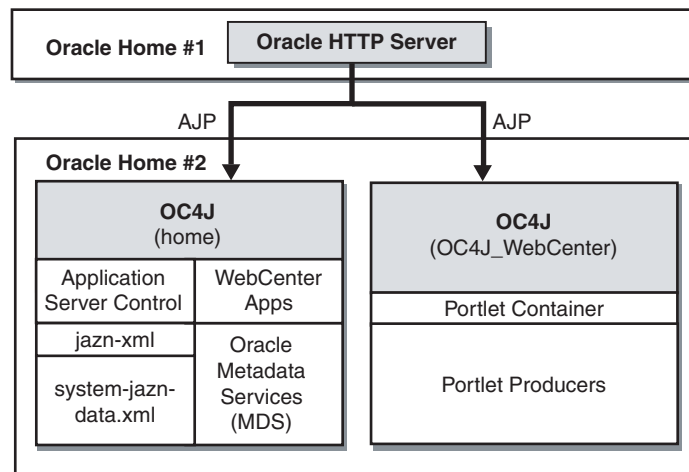 Oracle Home #1
Oracle HTTP Server
AJP
AJP
Oracle Home #2
OC4J
(home)
Application
Server Control
WebCenter
Apps
jazn-xml
system-jazn-
data.xml
Oracle
Metadata
Services
(MDS)
OC4J
(OC4J_WebCenter)
Portlet Container
Portlet Producers